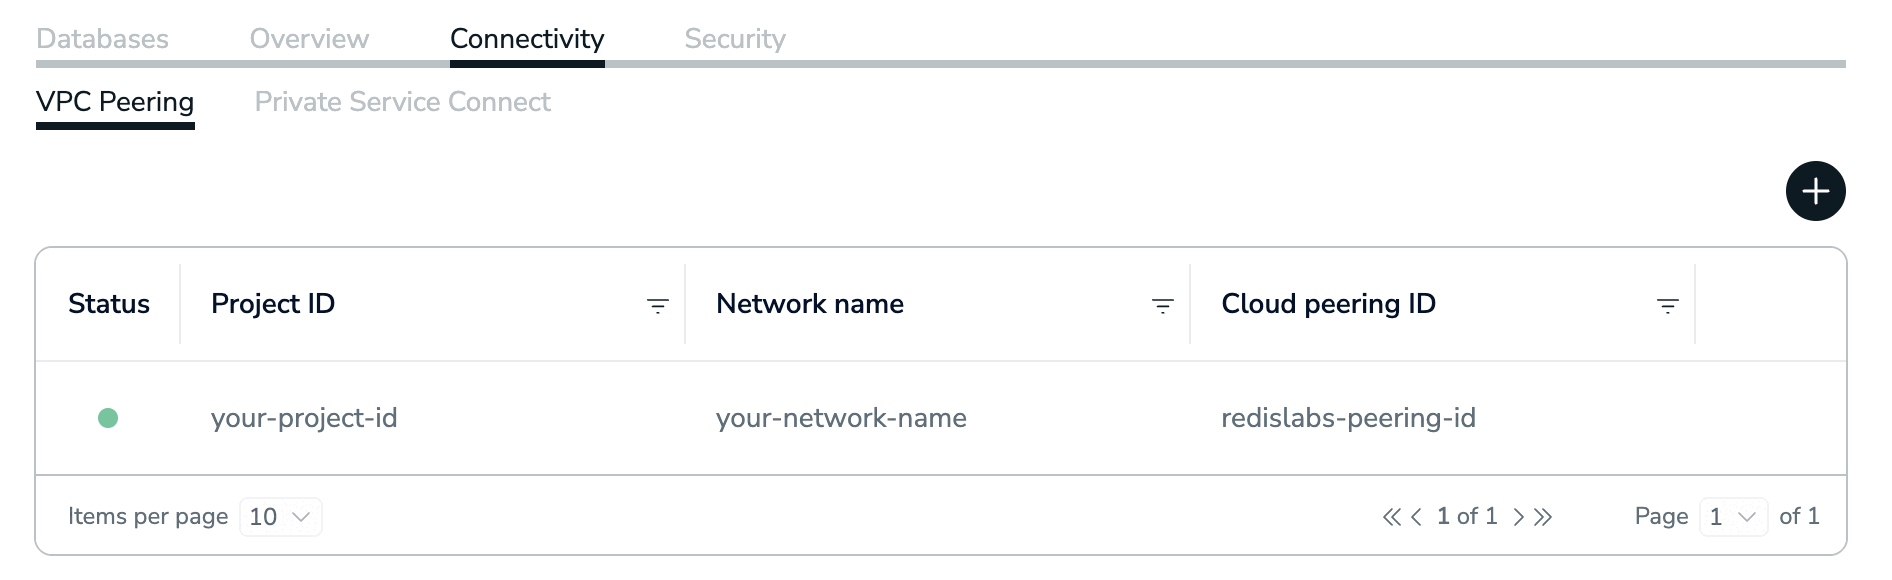 Databases Overview Connectivity Security
VPC Peering Private Service Connect
Status Project ID Network name Cloud peering ID
your-project-id your-network-name redislabs-peering-id
Items per page 10 1 of 1 Page 1 of 1